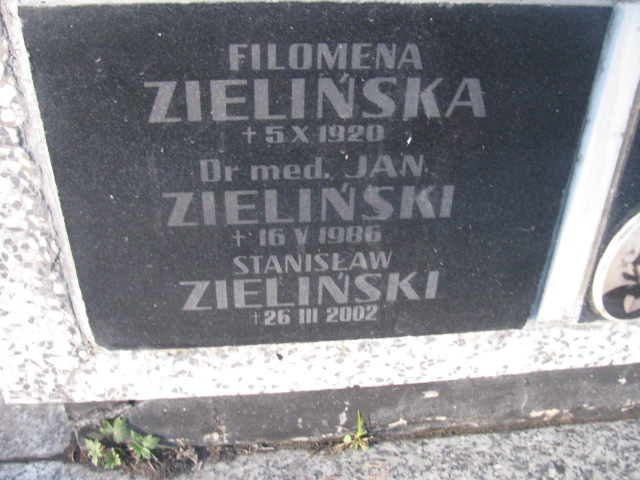 FILOMENA
ZIELIŃSKA
+ 5 X 1920
Dr med. JAN
ZIELIŃSKI
+ 16 V 1986
STANISŁAW
ZIELIŃSKI
+ 26 III 2002